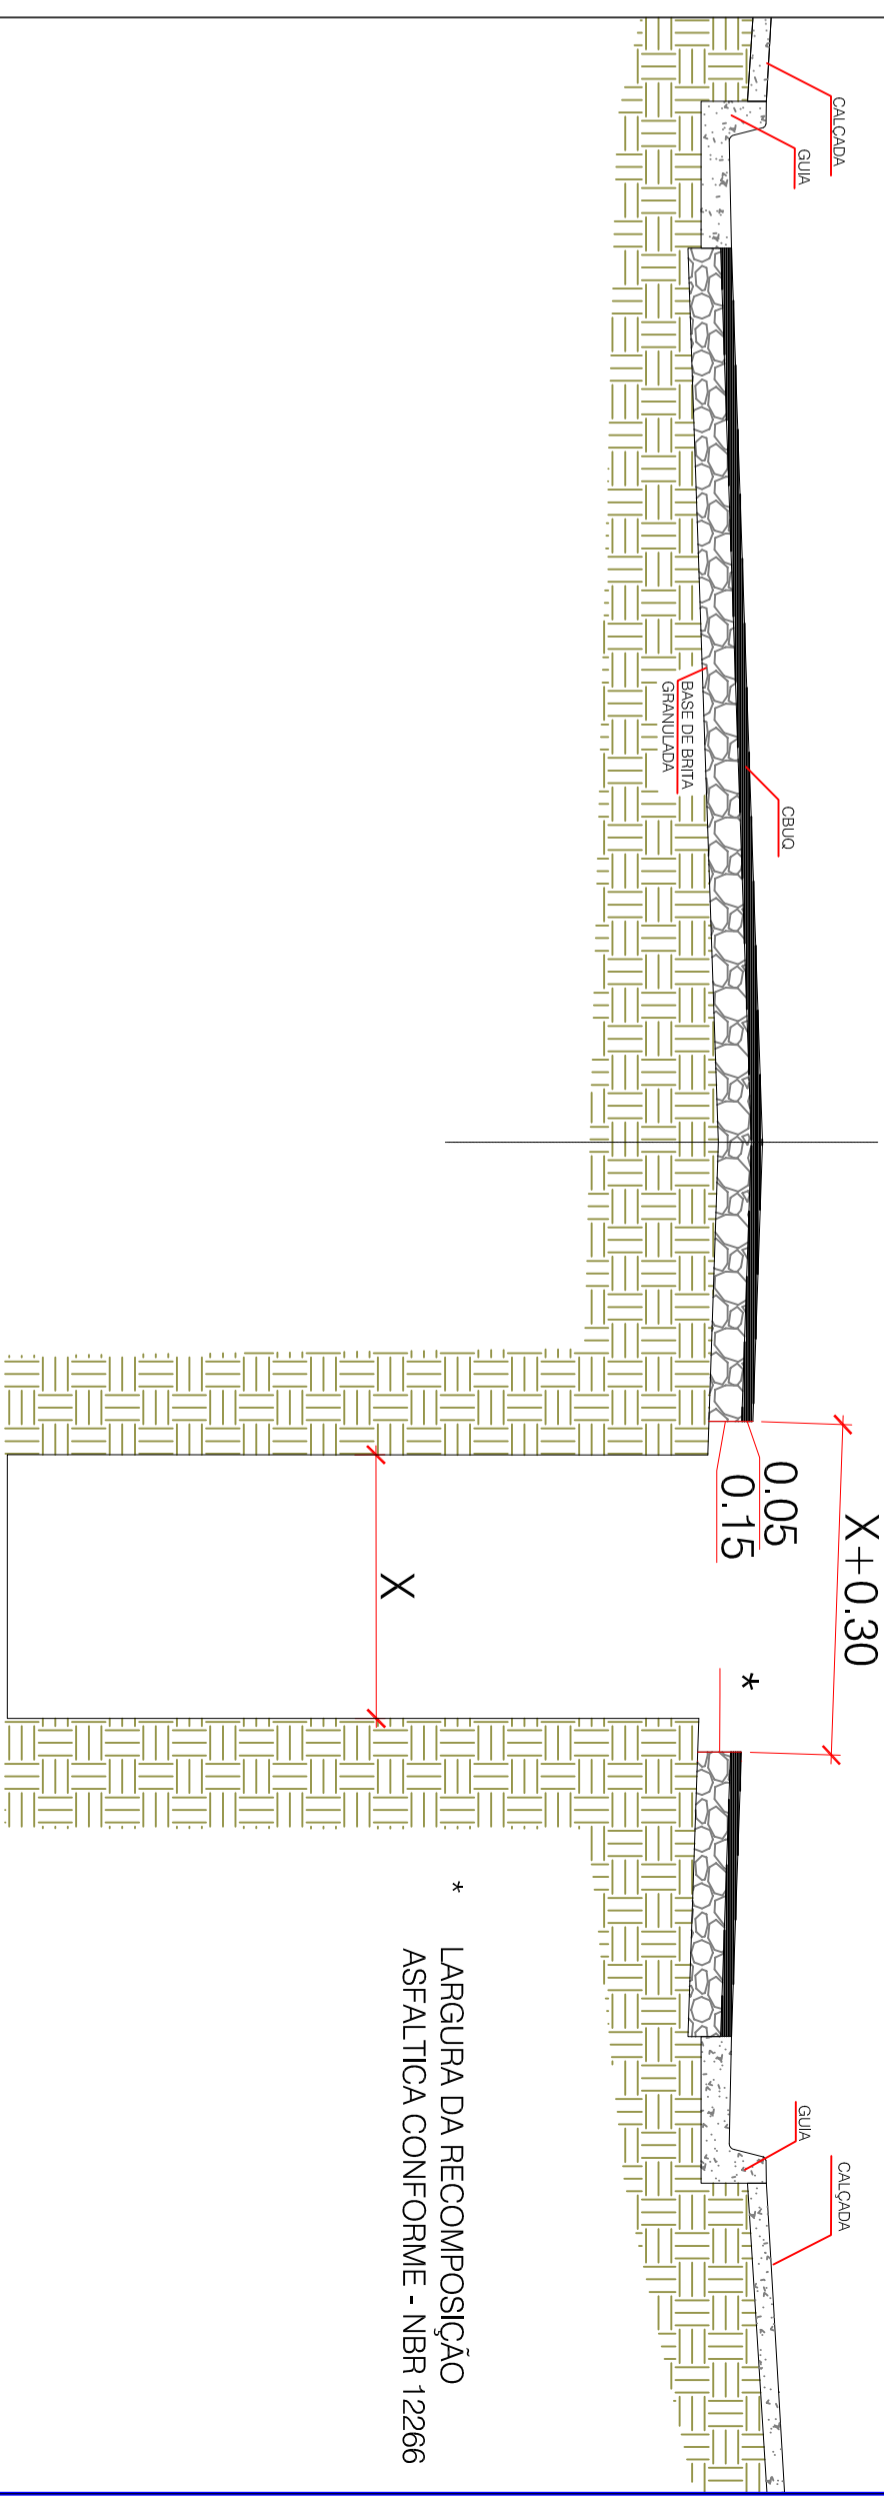 CALÇADA
GUIA
BASE DE BRITA
GRANULADA
CBUQ
X+0.30
0.05
0.15
X
*
* LARGURA DA RECOMPOSIÇÃO
ASFALTICA CONFORME - NBR 12266
GUIA
CALÇADA